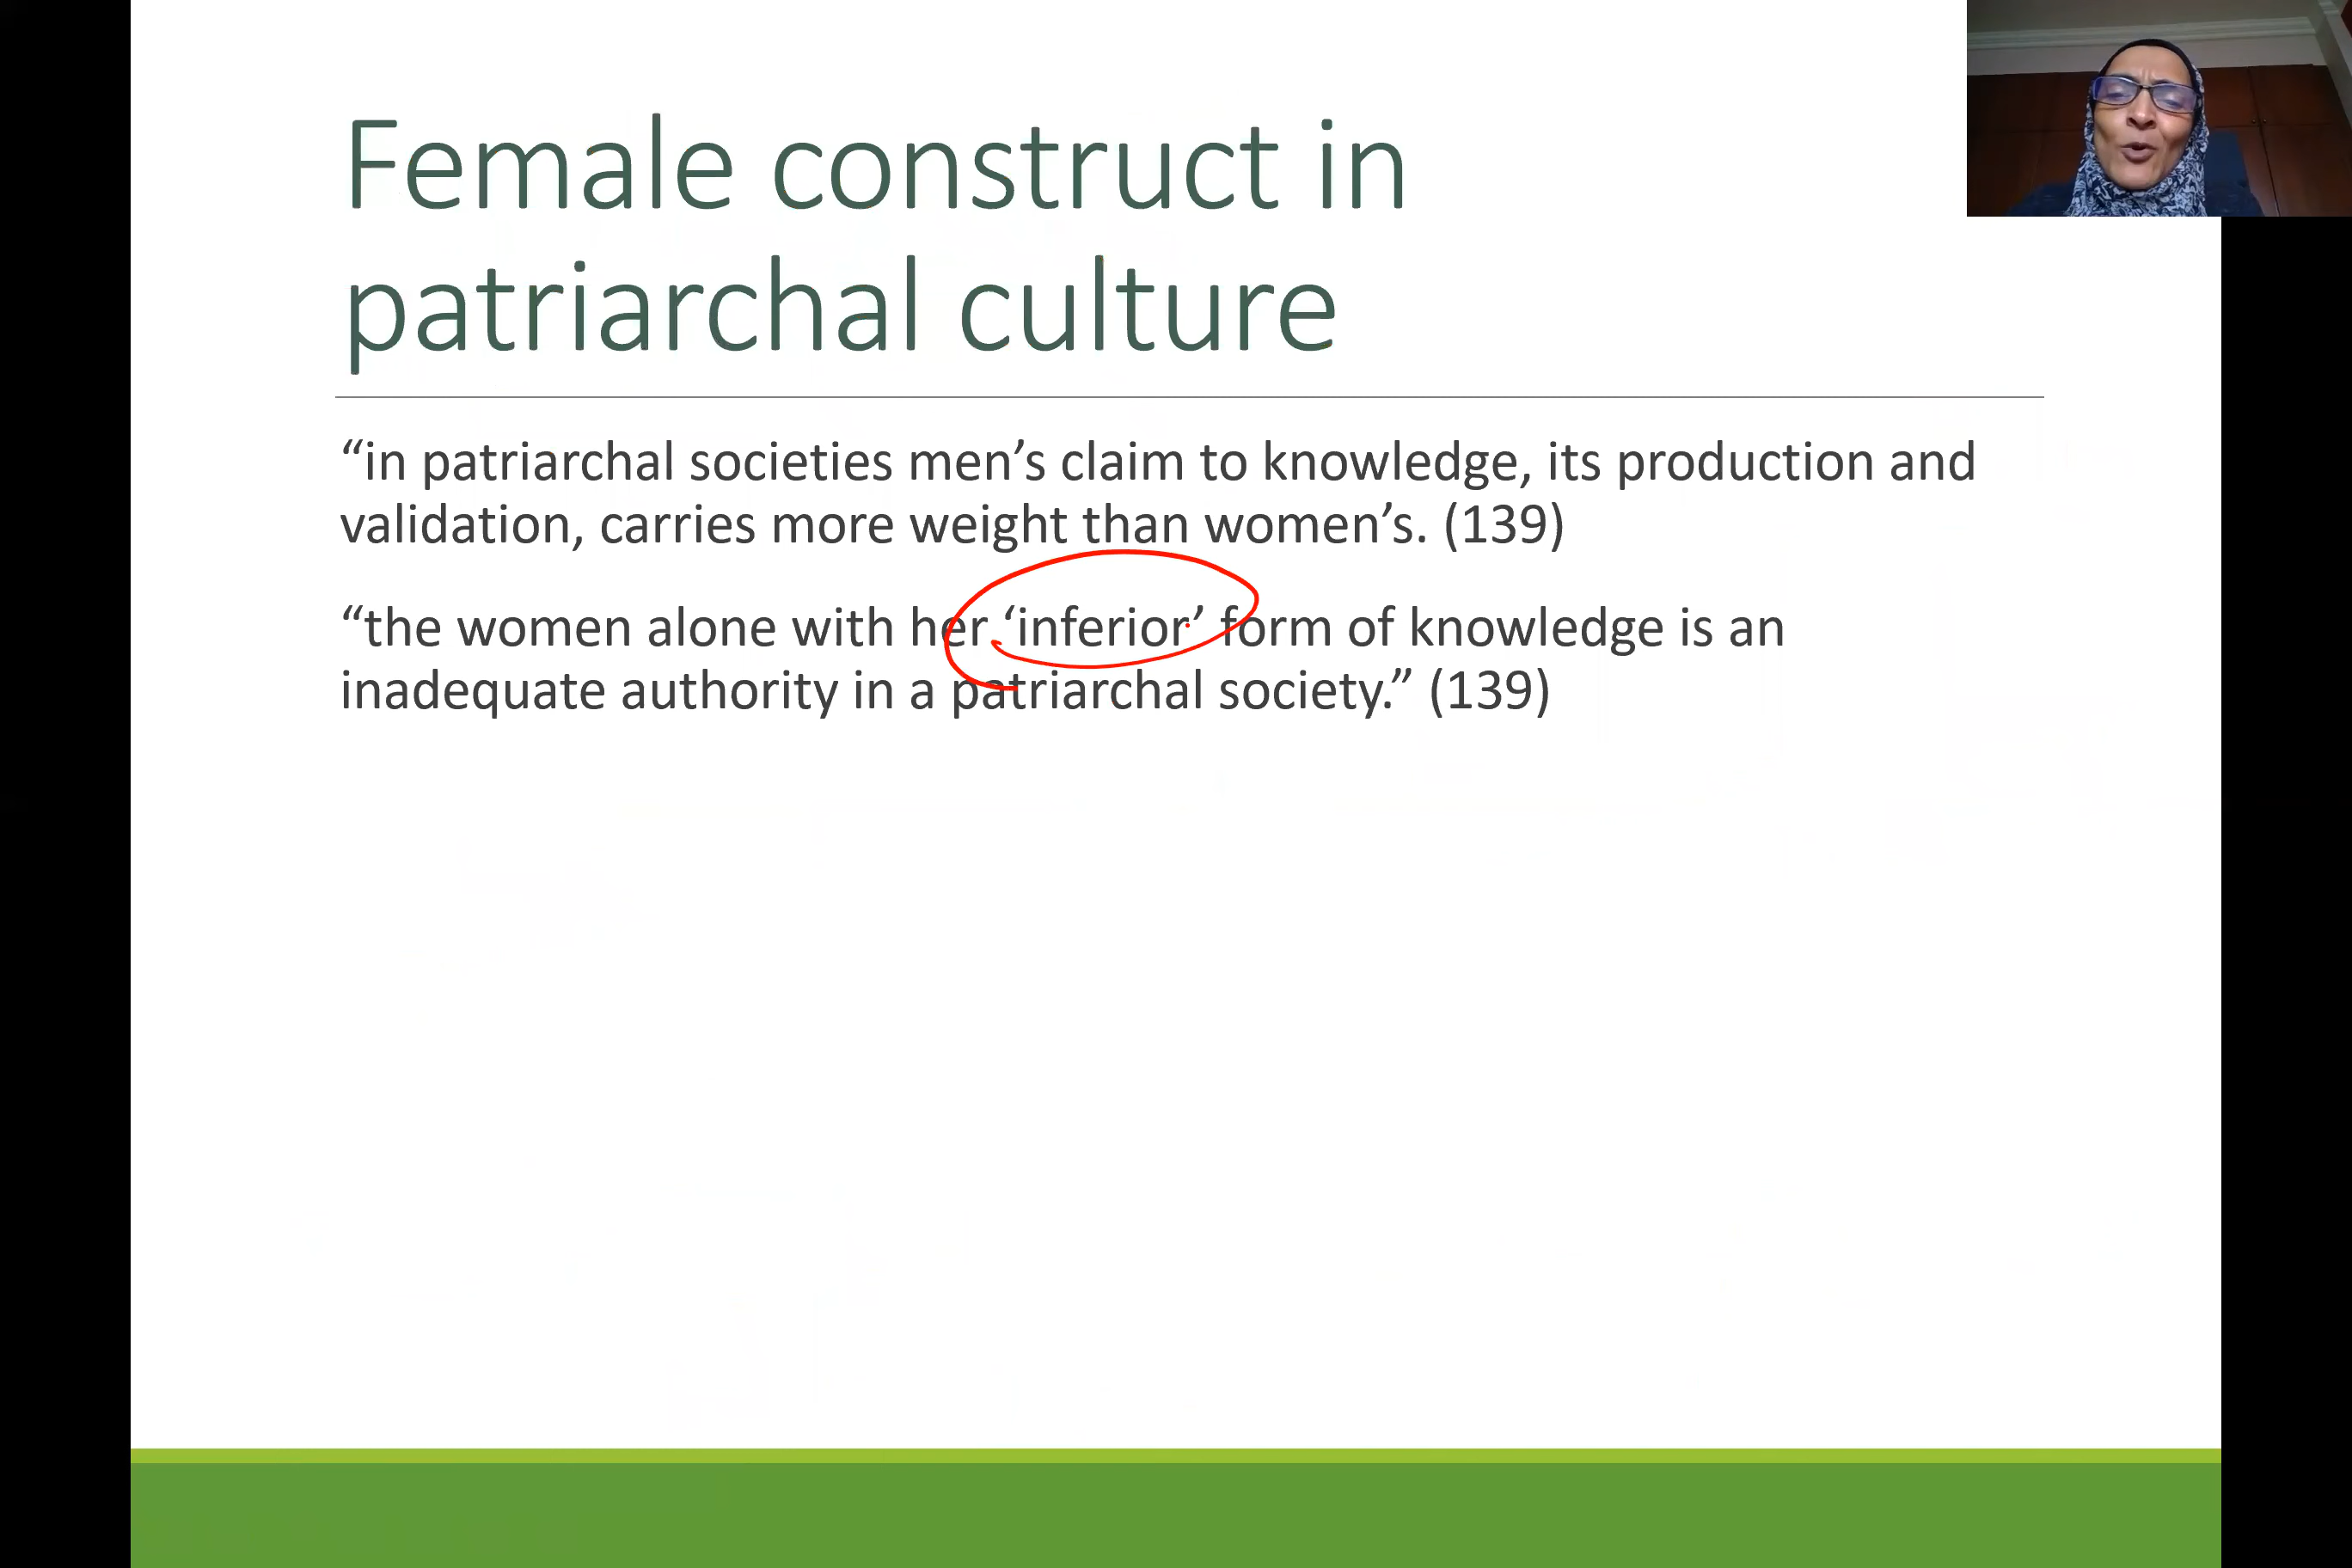 Female construct in
patriarchal culture
“in patriarchal societies men’s claim to knowledge, its production and
validation, carries more weight than women’s. (139)
“the women alone with her ‘inferior’ form of knowledge is an
inadequate authority in a patriarchal society.” (139)